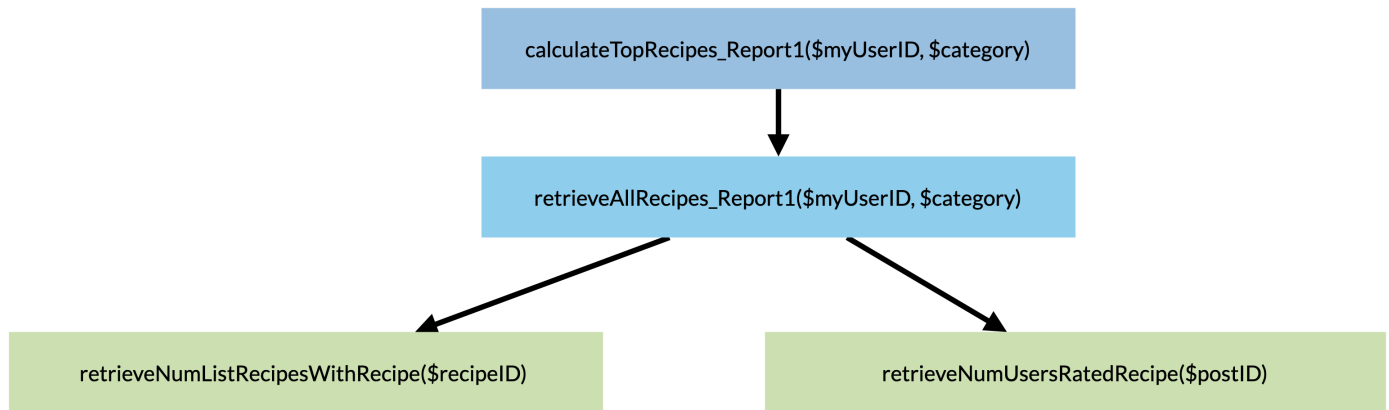 calculateTopRecipes_Report1($myUserID, $category)
retrieveAllRecipes_Report1($myUserID, $category)
retrieveNumListRecipesWithRecipe($recipeID)
retrieveNumUsersRatedRecipe($postID)